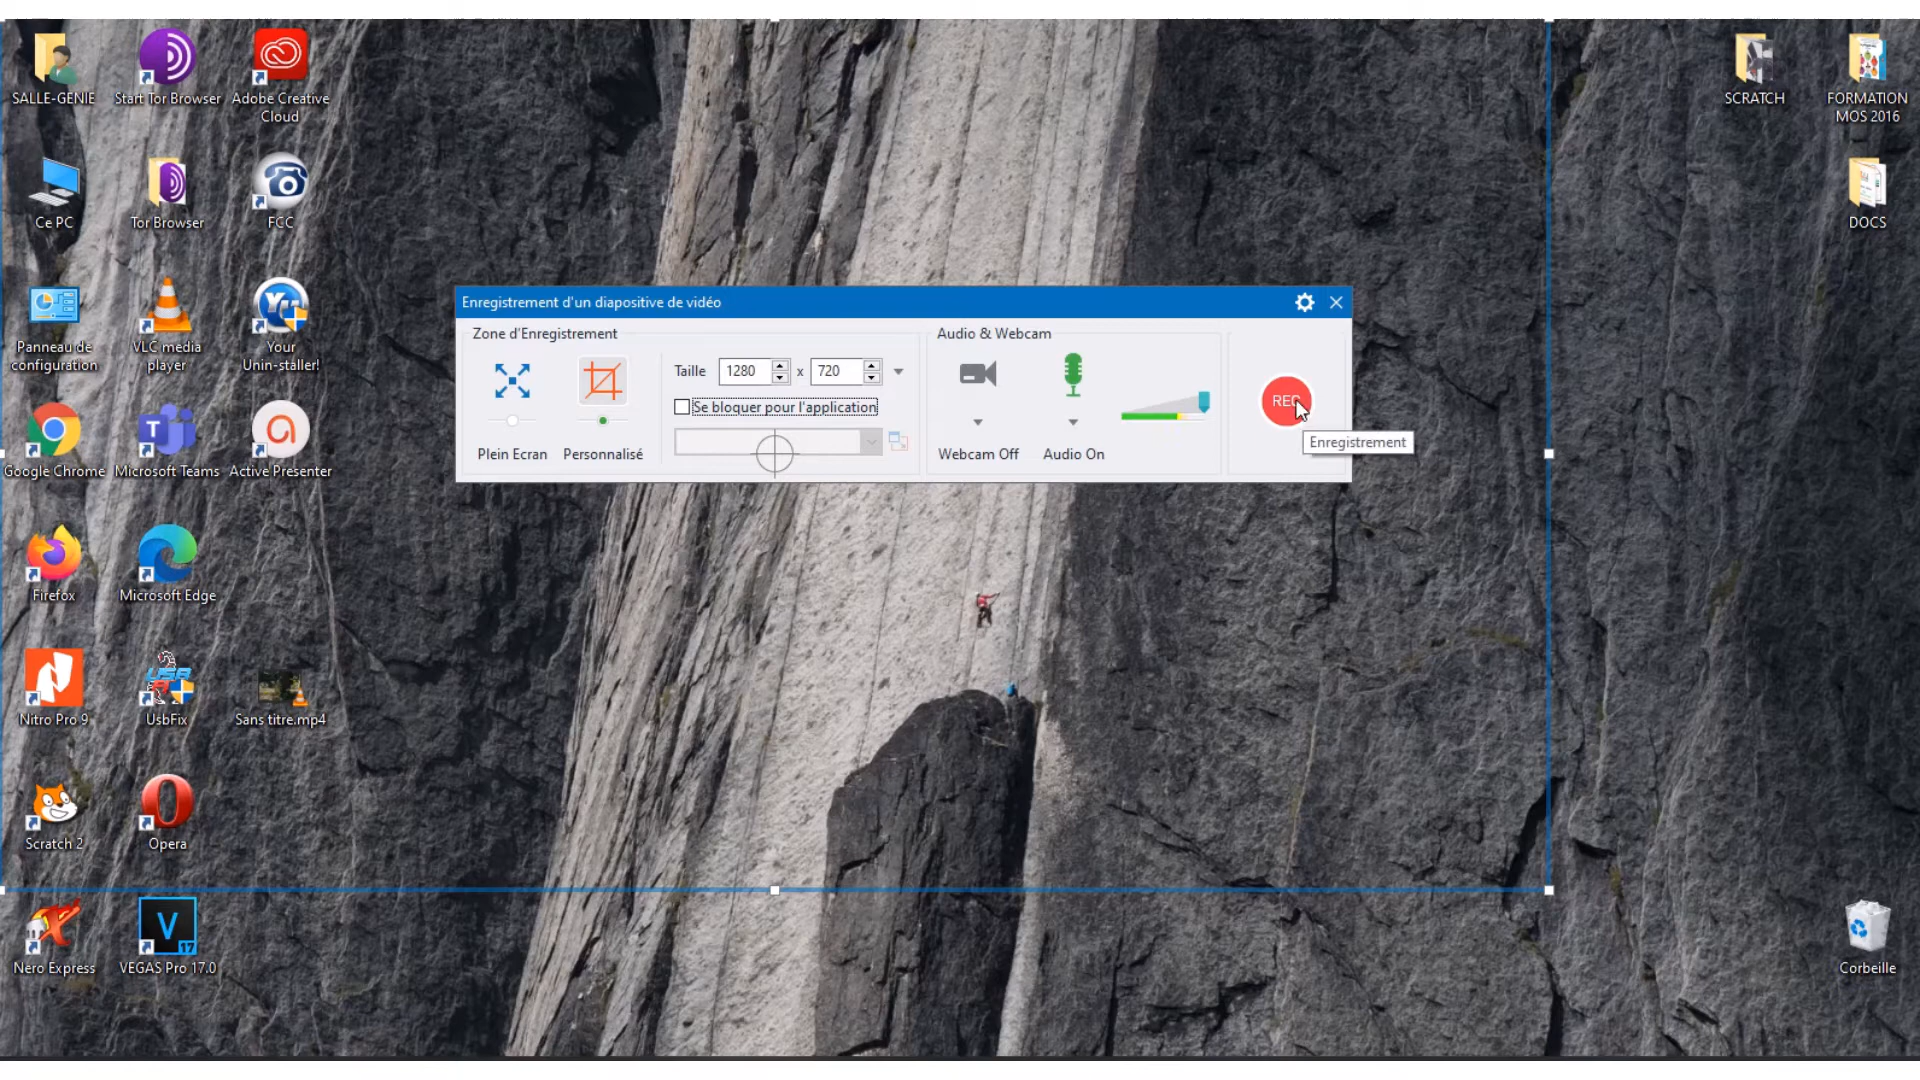 SALLE-GENIE
Start Tor Browser
Adobe Creative
Cloud
SCRATCH
FORMATION
MOS 2016
Ce PC
Tor Browser
FCC
DOCS
Panneau de
configuration
VLC media
player
Your
Unin-staller!
Enregistrement d'un diapositive de vidéo
Zone d'Enregistrement
Audio & Webcam
Taille
1280
x
720
Se bloquer pour l'application
REC
Enregistrement
Plein Ecran
Personnalisé
Webcam Off
Audio On
Google Chrome
Microsoft Teams
Active Presenter
Firefox
Microsoft Edge
Nitro Pro 9
UsbFix
Sans titre.mp4
Scratch 2
Opera
V
17
Nero Express
VEGAS Pro 17.0
Corbeille